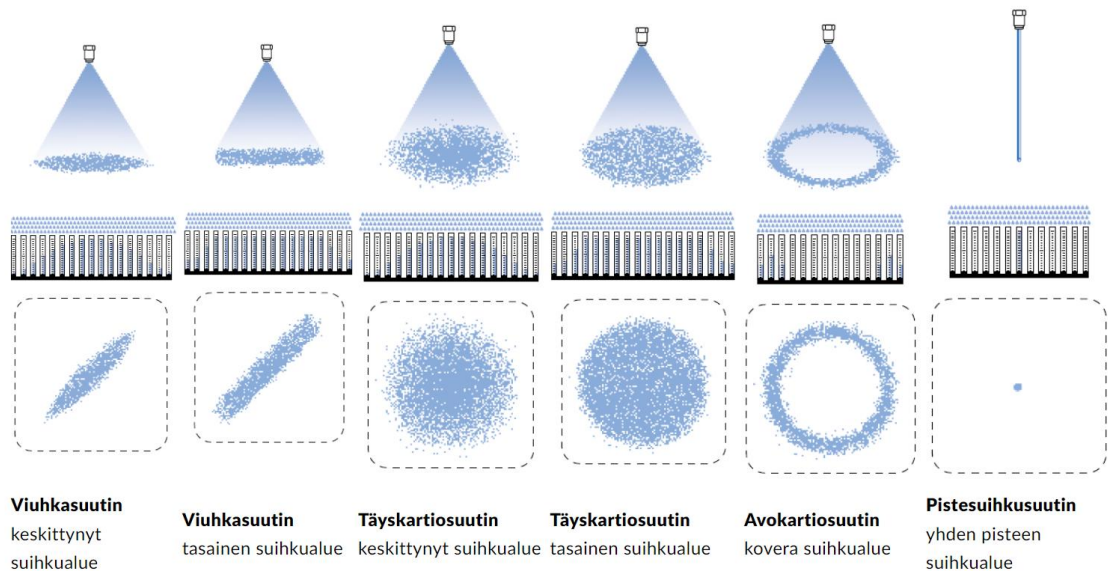 Viuhkasuutin
keskittynyt
suihkualue
Viuhkasuutin
tasainen suihkualue
Täyskartiosuutin
keskittynyt suihkualue
Täyskartiosuutin
tasainen suihkualue
Avokartiosuutin
kovera suihkualue
Pistesuihkusuutin
yhden pisteen
suihkualue